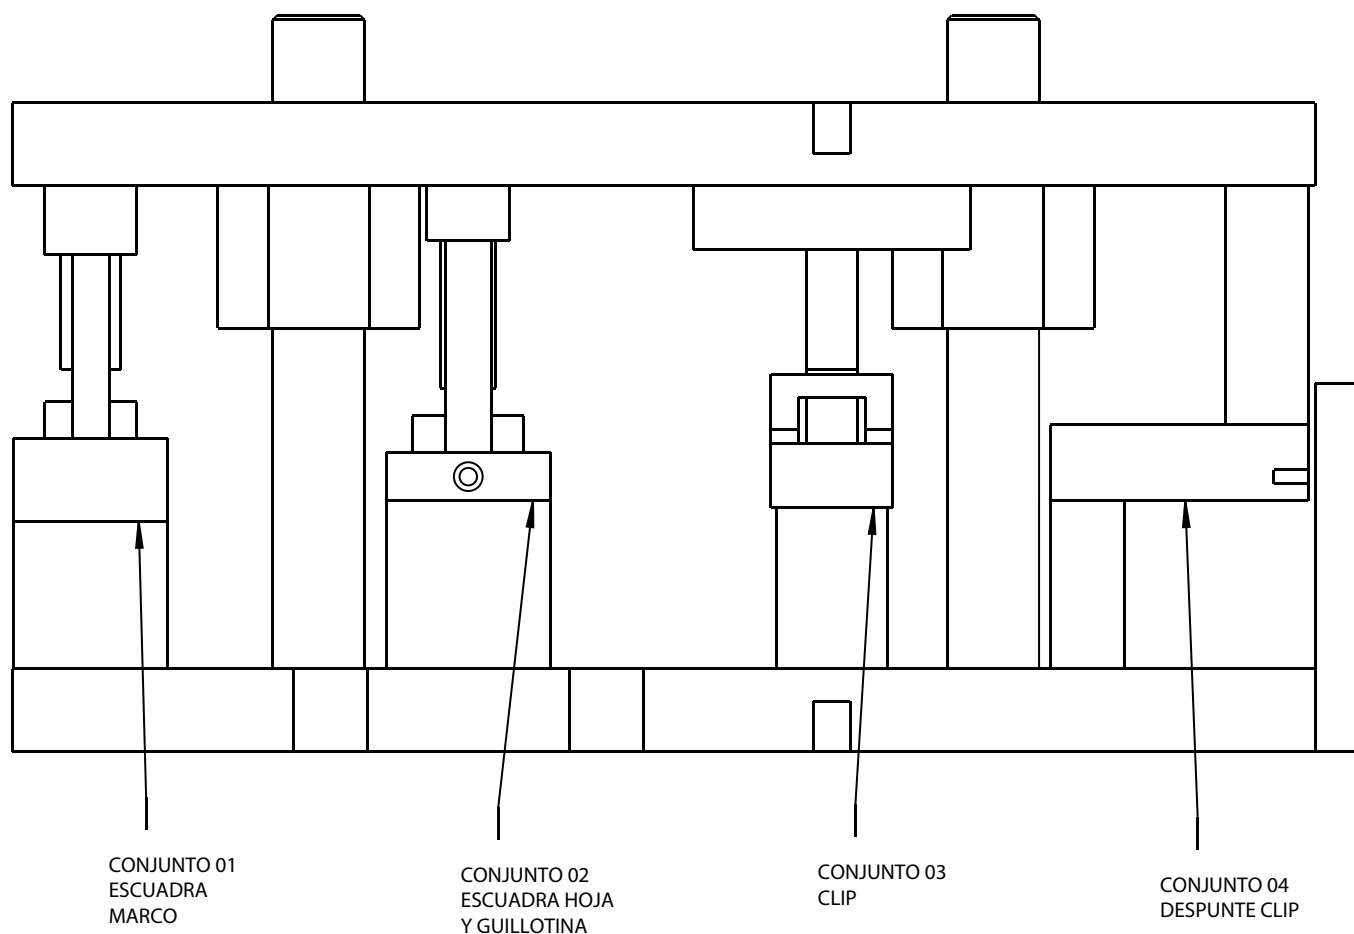 CONJUNTO 01
ESCUADRA
MARCO
CONJUNTO 02
ESCUADRA HOJA
Y GUILLOTINA
CONJUNTO 03
CLIP
CONJUNTO 04
DESPUNTE CLIP